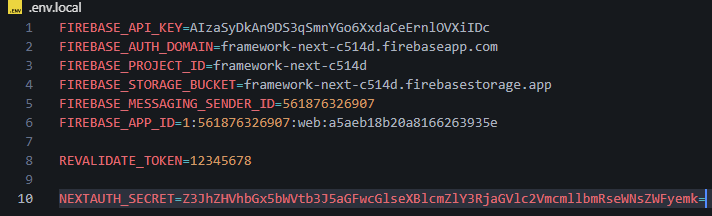 .env.local
1 FIREBASE_API_KEY=AIzaSyDkAn9DS3qSmnYGo6XxdaCeErnlOVXiIDc
2 FIREBASE_AUTH_DOMAIN=framework-next-c514d.firebaseapp.com
3 FIREBASE_PROJECT_ID=framework-next-c514d
4 FIREBASE_STORAGE_BUCKET=framework-next-c514d.firebasestorage.app
5 FIREBASE_MESSAGING_SENDER_ID=561876326907
6 FIREBASE_APP_ID=1:561876326907:web:a5aeb18b20a8166263935e
7
8 REVALIDATE_TOKEN=12345678
9
10 NEXTAUTH_SECRET=Z3JhZHVhbGx5bWVtb3J5aGFwcGlseXBlcmZlY3RjaGVlc2VmcmllbmRseWNsZWFyemk=